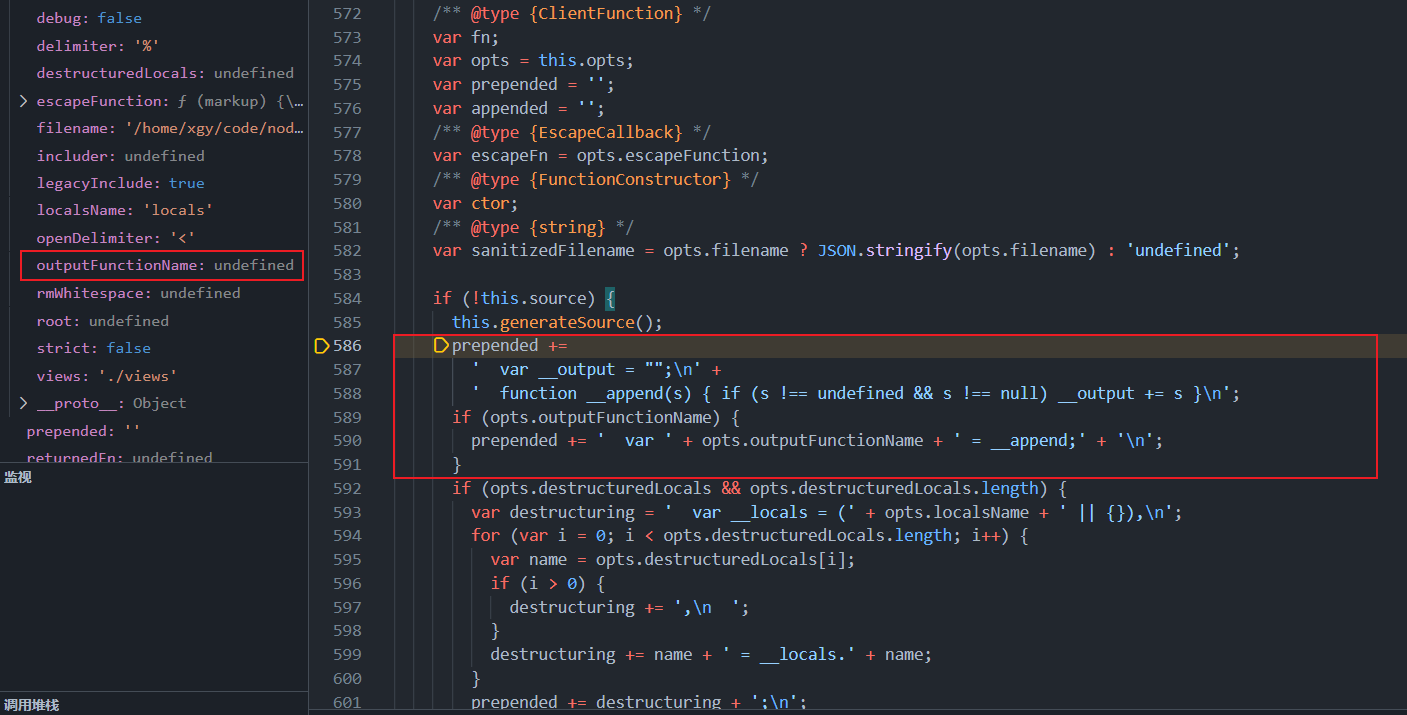 debug: false
delimiter: '%'
destructuredLocals: undefined
escapeFunction: ƒ (markup) {\…
filename: '/home/xgy/code/nod…
includer: undefined
legacyInclude: true
localsName: 'locals'
openDelimiter: '<'
outputFunctionName: undefined
rmWhitespace: undefined
root: undefined
strict: false
views: './views'
__proto__: Object
prepended: ''
returnedFn: undefined
监视
调用堆栈
572 /** @type {ClientFunction} */
573 var fn;
574 var opts = this.opts;
575 var prepended = '';
576 var appended = '';
577 /** @type {EscapeCallback} */
578 var escapeFn = opts.escapeFunction;
579 /** @type {FunctionConstructor} */
580 var ctor;
581 /** @type {string} */
582 var sanitizedFilename = opts.filename ? JSON.stringify(opts.filename) : 'undefined';
583
584 if (!this.source) {
585 this.generateSource();
586 prepended +=
587 '  var __output = "";\n' +
588 '  function __append(s) { if (s !== undefined && s !== null) __output += s }\n';
589 if (opts.outputFunctionName) {
590 prepended += '  var ' + opts.outputFunctionName + ' = __append;' + '\n';
591 }
592 if (opts.destructuredLocals && opts.destructuredLocals.length) {
593 var destructuring = '  var __locals = (' + opts.localsName + ' || {}),\n';
594 for (var i = 0; i < opts.destructuredLocals.length; i++) {
595 var name = opts.destructuredLocals[i];
596 if (i > 0) {
597 destructuring += ',\n  ';
598 }
599 destructuring += name + ' = __locals.' + name;
600 }
601 prepended += destructuring + ';\n';